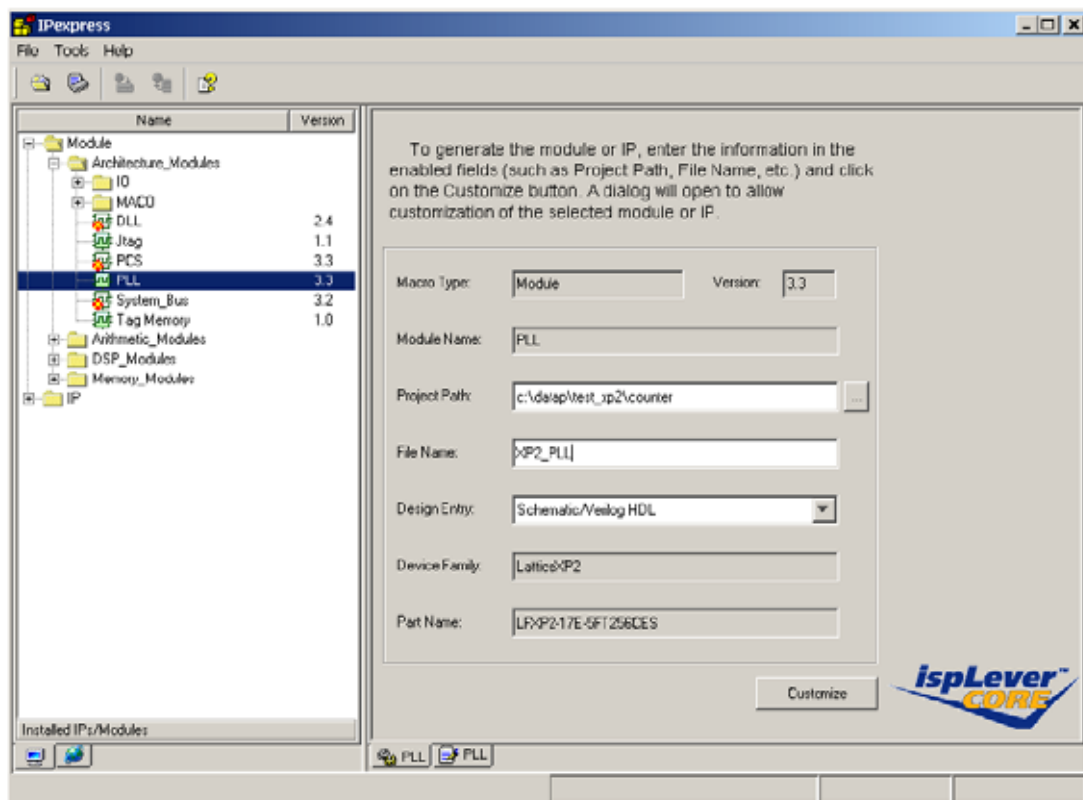 IPexpress
File Tools Help
Name Version
Module
Architecture_Modules
IO
MACO
DLL 2.4
Jtag 1.1
PCS 3.3
PLL 3.3
System_Bus 3.2
Tag Memory 1.0
Arithmetic_Modules
DSP_Modules
Memory_Modules
IP
Installed IPs/Modules
To generate the module or IP, enter the information in the
enabled fields (such as Project Path, File Name, etc.) and click
on the Customize button. A dialog will open to allow
customization of the selected module or IP.
Macro Type: Module Version: 3.3
Module Name: PLL
Project Path: c:\datap\test_xp2\counter ...
File Name: XP2_PLL
Design Entry: Schematic/Verilog HDL
Device Family: LatticeXP2
Part Name: LFXP2-17E-5FT256CES
Customize
ispLever™
CORE
PLL PLL